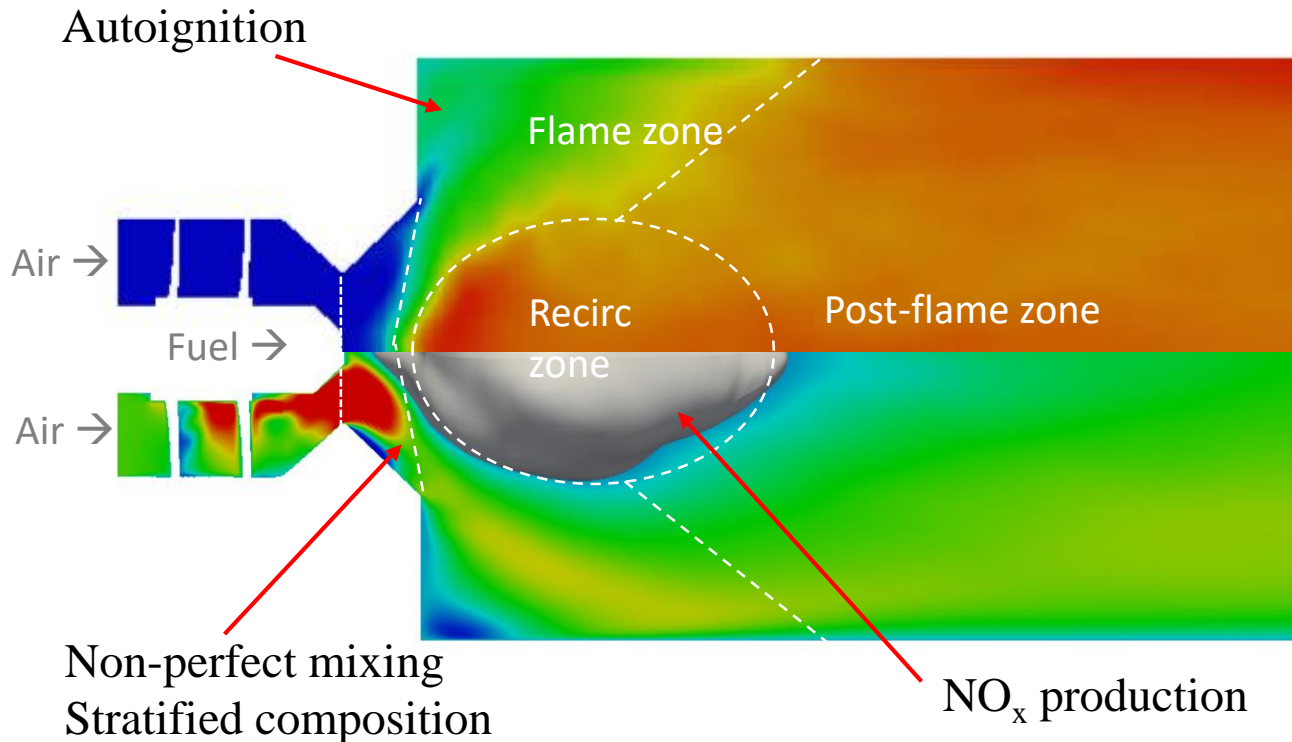 Autoignition
Flame zone
Air →
Recirc
zone
Post-flame zone
Fuel →
Air →
Non-perfect mixing
Stratified composition
NOₓ production